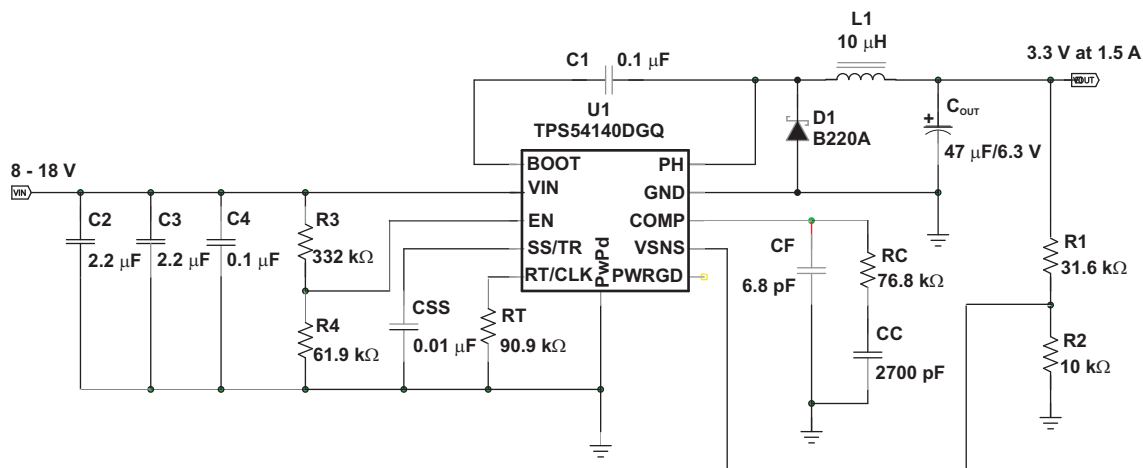 L1
10 μH
3.3 V at 1.5 A
C1
0.1 μF
VOUT
U1
TPS54140DGQ
D1
B220A
C_OUT
+
47 μF/6.3 V
8 - 18 V
VIN
BOOT
PH
VIN
GND
EN
COMP
SS/TR
VSNS
RT/CLK
PwPd
PWRGD
C2
2.2 μF
C3
2.2 μF
C4
0.1 μF
R3
332 kΩ
R4
61.9 kΩ
CSS
0.01 μF
RT
90.9 kΩ
CF
6.8 pF
RC
76.8 kΩ
CC
2700 pF
R1
31.6 kΩ
R2
10 kΩ